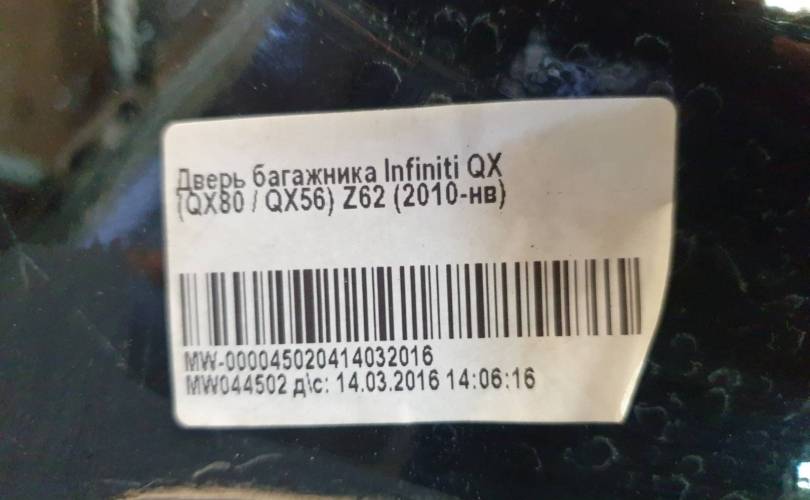 Дверь багажника Infiniti QX
(QX80 / QX56) Z62 (2010-нв)
MW-000045020414032016
MW044502 д\с: 14.03.2016 14:06:16